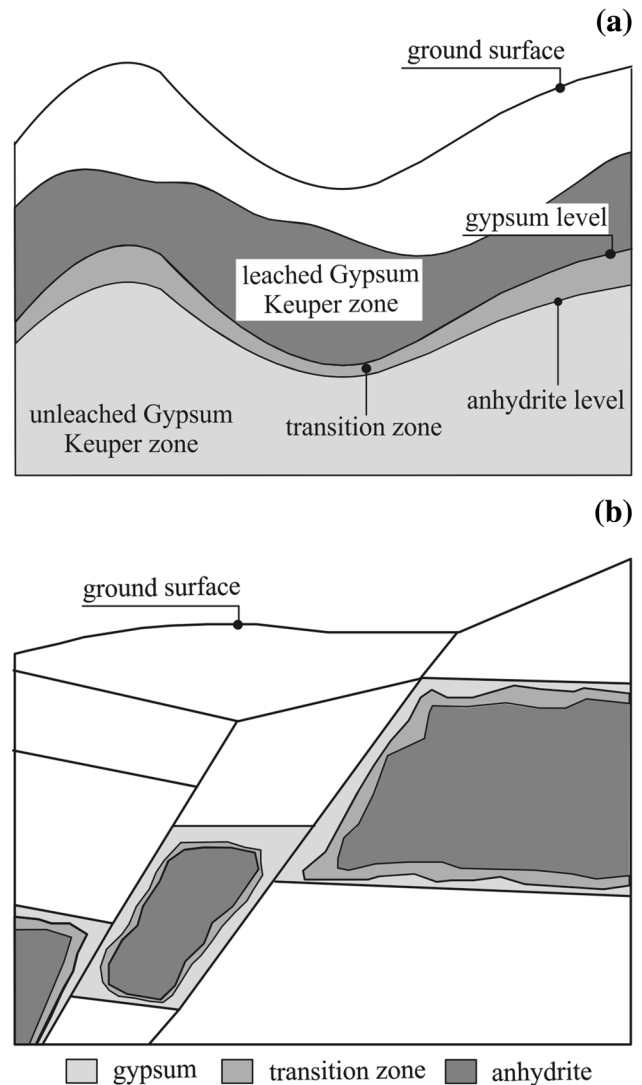 (a)
ground surface
gypsum level
leached Gypsum
Keuper zone
anhydrite level
unleached Gypsum
Keuper zone
transition zone
(b)
ground surface
gypsum
transition zone
anhydrite